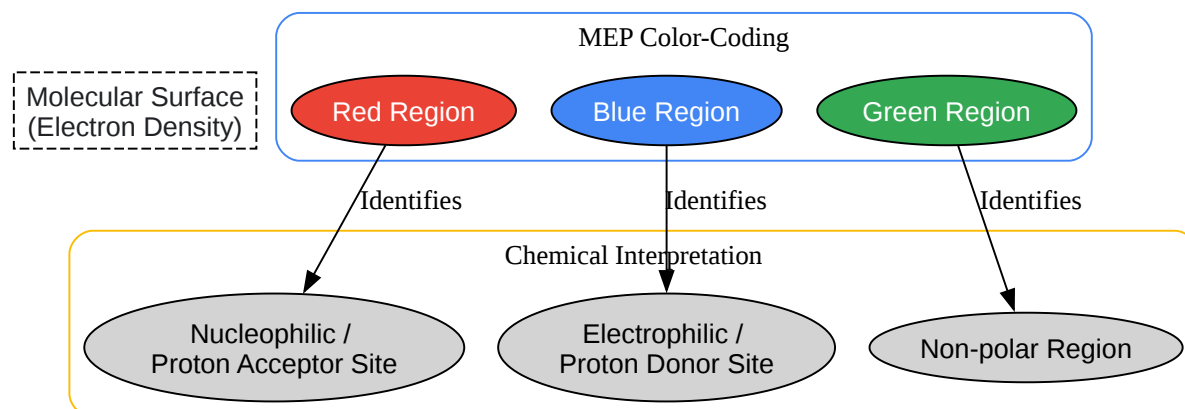 MEP Color-Coding
Molecular Surface
(Electron Density)
Red Region
Blue Region
Green Region
Identifies
Identifies
Identifies
Chemical Interpretation
Nucleophilic /
Proton Acceptor Site
Electrophilic /
Proton Donor Site
Non-polar Region